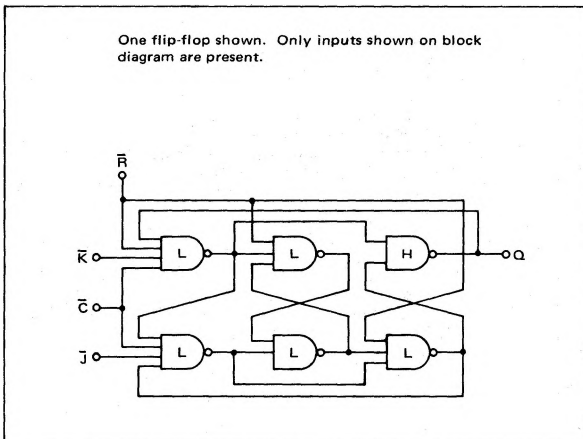 One flip-flop shown. Only inputs shown on block
diagram are present.
R̅
K̅
L
L
H
Q
C̅
J̅
L
L
L